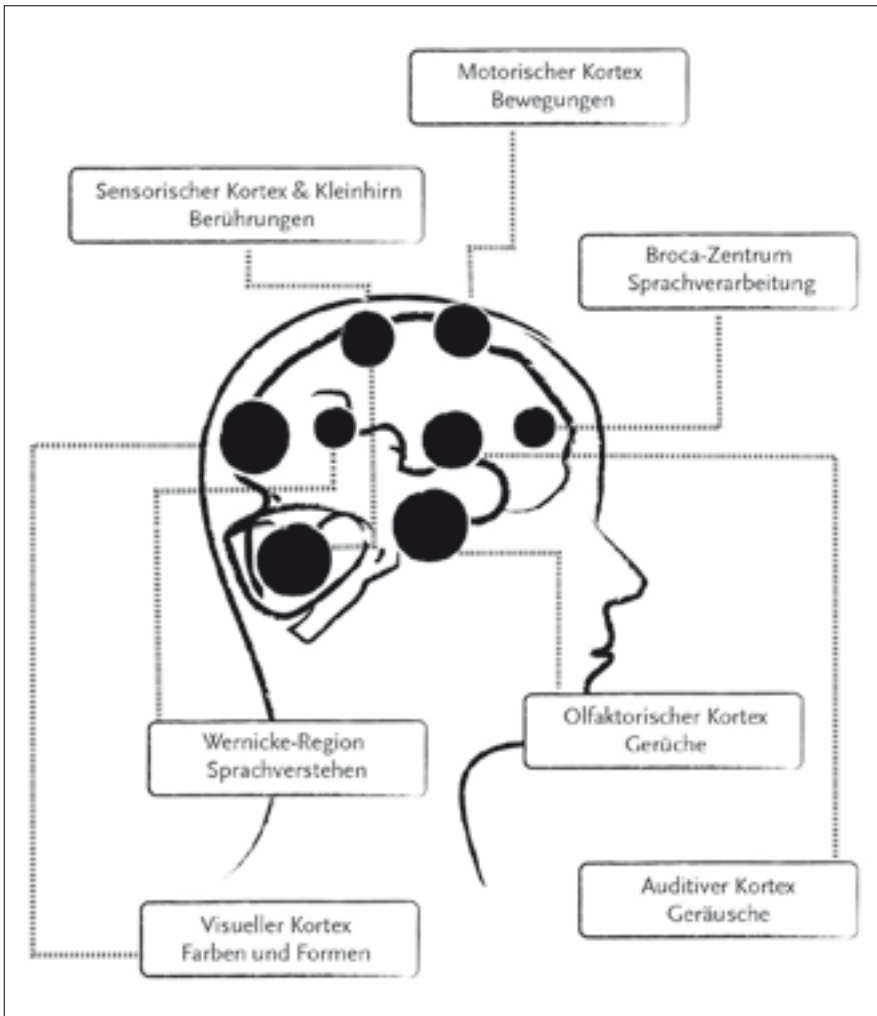 Motorischer Kortex
Bewegungen
Sensorischer Kortex & Kleinhirn
Berührungen
Broca-Zentrum
Sprachverarbeitung
Olfaktorischer Kortex
Gerüche
Wernicke-Region
Sprachverstehen
Auditiver Kortex
Geräusche
Visueller Kortex
Farben und Formen